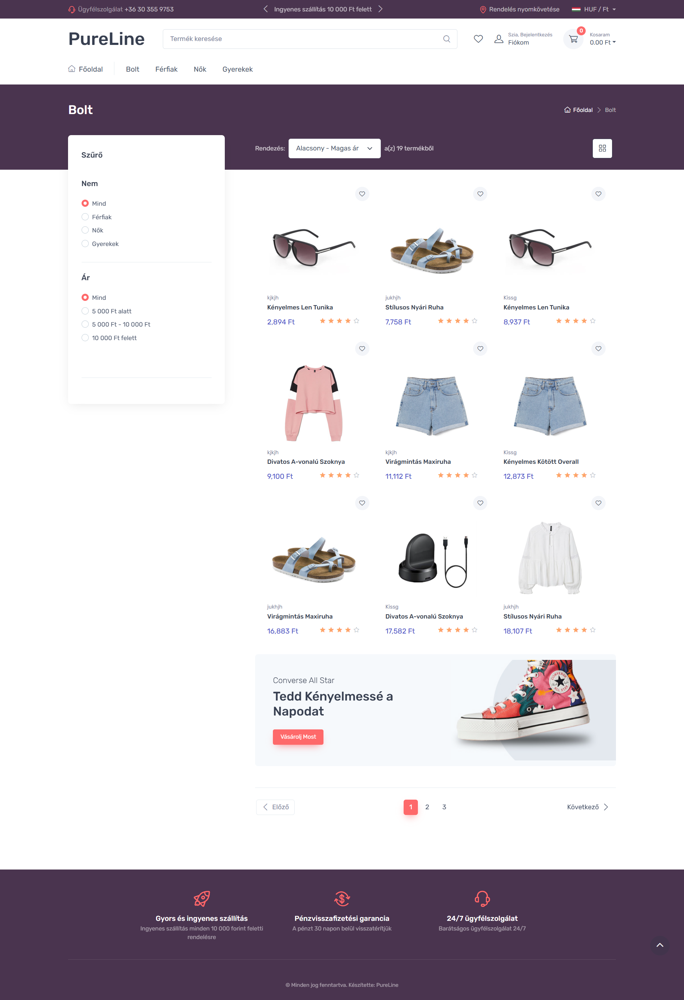 Ügyfélszolgálat +36 30 355 9753
Ingyenes szállítás 10 000 Ft felett
Rendelés nyomkövetése
HUF / Ft
PureLine
Termék keresése
Szia, Bejelentkezés
Fiókom
0
Kosaram
0.00 Ft
Főoldal
Bolt
Férfiak
Nők
Gyerekek
Bolt
Főoldal
Bolt
Szűrő
Nem
Mind
Férfiak
Nők
Gyerekek
Ár
Mind
5 000 Ft alatt
5 000 Ft - 10 000 Ft
10 000 Ft felett
Rendezés:
Alacsony - Magas ár
a(z) 19 termékből
kjkjh
Kényelmes Len Tunika
2,894 Ft
jukhjh
Stílusos Nyári Ruha
7,758 Ft
Kissg
Kényelmes Len Tunika
8,937 Ft
kjkjh
Divatos A-vonalú Szoknya
9,100 Ft
kjkjh
Virágmintás Maxiruha
11,112 Ft
Kissg
Kényelmes Kötött Overall
12,873 Ft
jukhjh
Virágmintás Maxiruha
16,883 Ft
Kissg
Divatos A-vonalú Szoknya
17,582 Ft
jukhjh
Stílusos Nyári Ruha
18,107 Ft
Converse All Star
Tedd Kényelmessé a
Napodat
Vásárolj Most
CONVERSE
ALL STAR
Előző
1
2
3
Következő
Gyors és ingyenes szállítás
Ingyenes szállítás minden 10 000 forint feletti
rendelésre
Pénzvisszafizetési garancia
A pénzt 30 napon belül visszatérítjük
24/7 ügyfélszolgálat
Barátságos ügyfélszolgálat 24/7
© Minden jog fenntartva. Készítette: PureLine